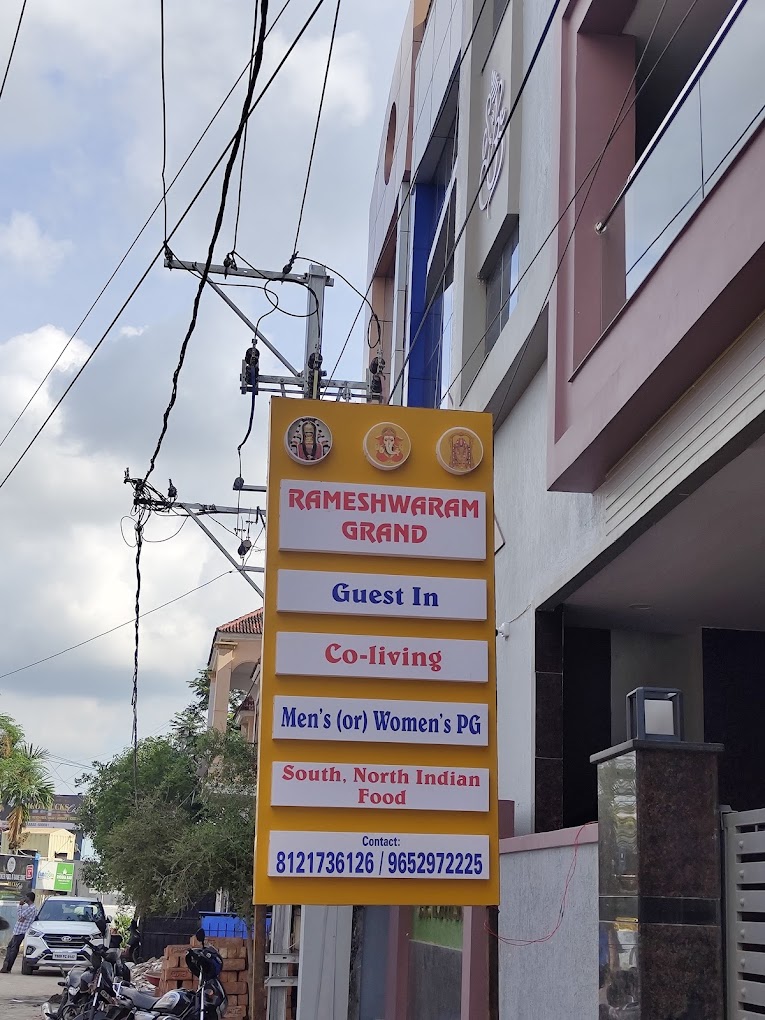 RAMESHWARAM
GRAND
Guest In
Co-living
Men's (or) Women's PG
South, North Indian
Food
Contact:
8121736126 / 9652972225